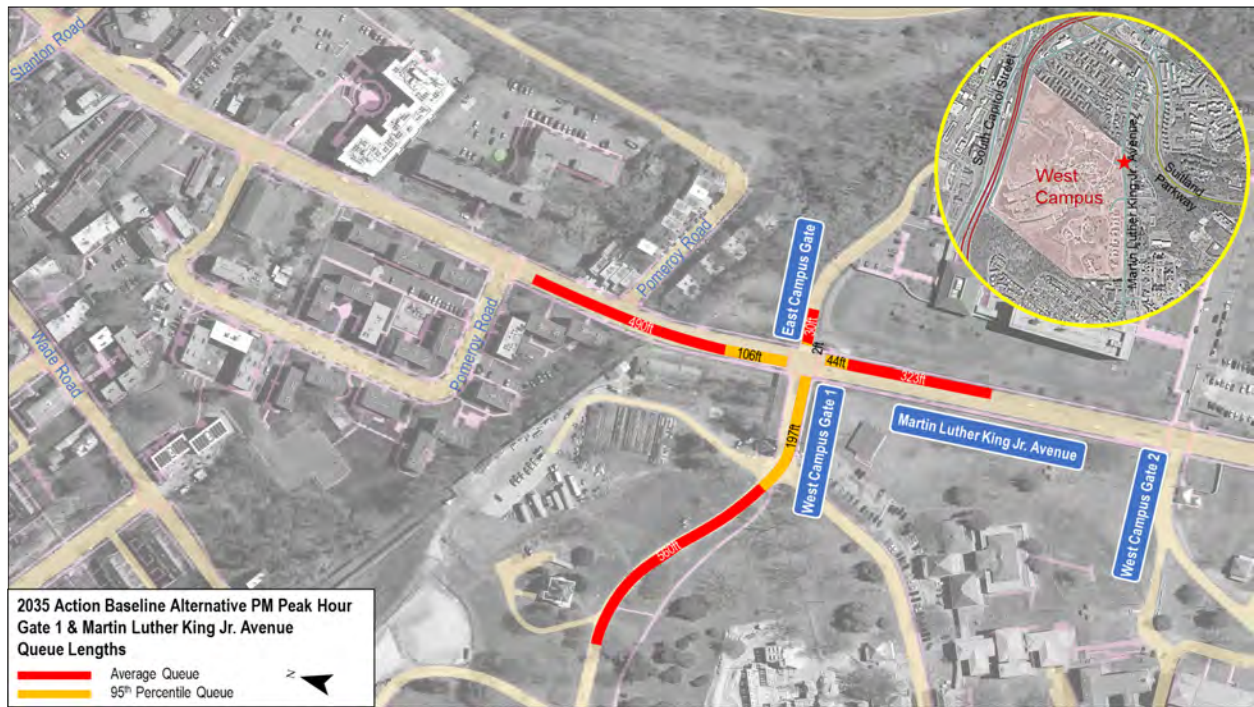 Stanton Road
South Capitol Street
Martin Luther King Jr. Avenue
Suitland
Parkway
West
Campus
Pomeroy Road
East Campus Gate
Wade Road
Pomeroy Road
490ft
106ft
30ft
2ft
44ft
323ft
197ft
560ft
West Campus Gate 1
Martin Luther King Jr. Avenue
West Campus Gate 2
2035 Action Baseline Alternative PM Peak Hour
Gate 1 & Martin Luther King Jr. Avenue
Queue Lengths
Average Queue
95th Percentile Queue
N